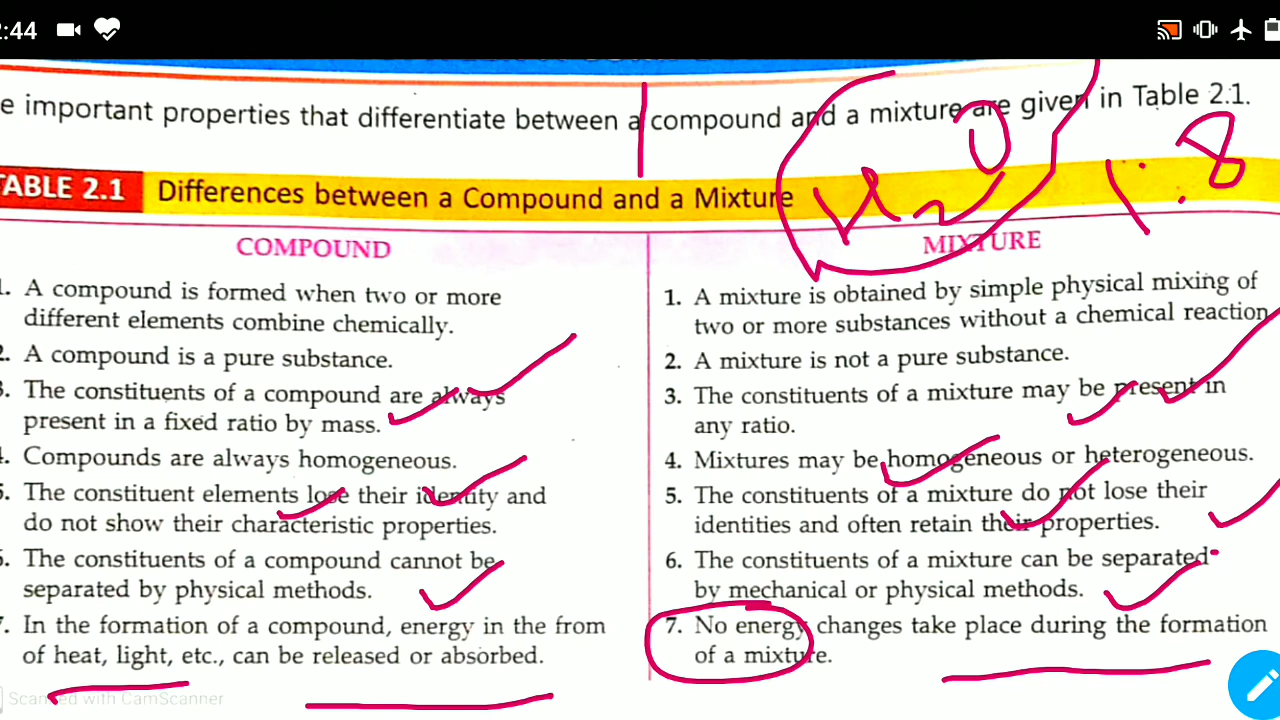 :44
e important properties that differentiate between a compound and a mixture are given in Table 2.1.
TABLE 2.1 Differences between a Compound and a Mixture
H2O
1:8
COMPOUND
1. A compound is formed when two or more
different elements combine chemically.
2. A compound is a pure substance.
3. The constituents of a compound are always
present in a fixed ratio by mass.
4. Compounds are always homogeneous.
5. The constituent elements lose their identity and
do not show their characteristic properties.
6. The constituents of a compound cannot be
separated by physical methods.
7. In the formation of a compound, energy in the from
of heat, light, etc., can be released or absorbed.
MIXTURE
1. A mixture is obtained by simple physical mixing of
two or more substances without a chemical reaction
2. A mixture is not a pure substance.
3. The constituents of a mixture may be present in
any ratio.
4. Mixtures may be homogeneous or heterogeneous.
5. The constituents of a mixture do not lose their
identities and often retain their properties.
6. The constituents of a mixture can be separated
by mechanical or physical methods.
7. No energy changes take place during the formation
of a mixture.
Scanned with CamScanner